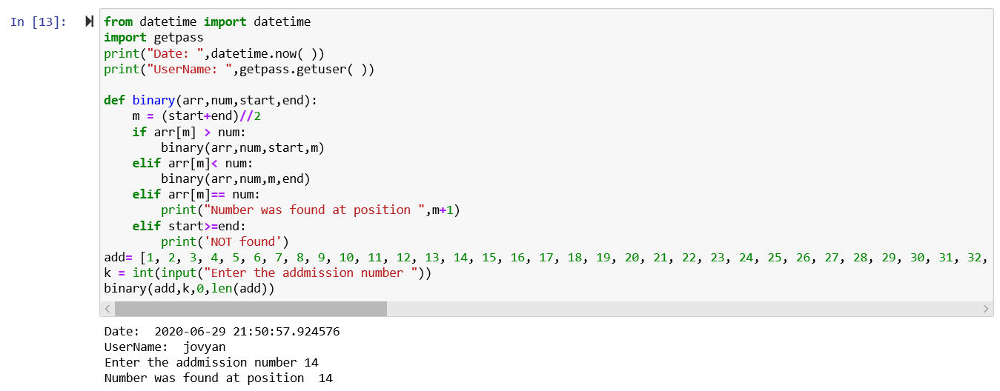 In [13]:
from datetime import datetime
import getpass
print("Date: ",datetime.now( ))
print("UserName: ",getpass.getuser( ))
def binary(arr,num,start,end):
    m = (start+end)//2
    if arr[m] > num:
        binary(arr,num,start,m)
    elif arr[m]< num:
        binary(arr,num,m,end)
    elif arr[m]== num:
        print("Number was found at position ",m+1)
    elif start>=end:
        print('NOT found')
add= [1, 2, 3, 4, 5, 6, 7, 8, 9, 10, 11, 12, 13, 14, 15, 16, 17, 18, 19, 20, 21, 22, 23, 24, 25, 26, 27, 28, 29, 30, 31, 32,
k = int(input("Enter the addmission number "))
binary(add,k,0,len(add))
Date:  2020-06-29 21:50:57.924576
UserName:  jovyan
Enter the addmission number 14
Number was found at position  14